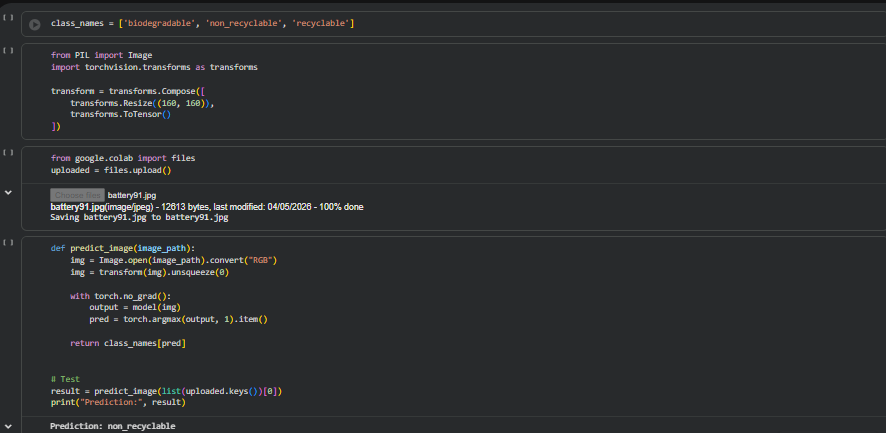 [ ] class_names = ['biodegradable', 'non_recyclable', 'recyclable']
[ ] from PIL import Image
import torchvision.transforms as transforms
transform = transforms.Compose([
    transforms.Resize((160, 160)),
    transforms.ToTensor()
])
[ ] from google.colab import files
uploaded = files.upload()
Choose files battery91.jpg
battery91.jpg(image/jpeg) - 12613 bytes, last modified: 04/05/2026 - 100% done
Saving battery91.jpg to battery91.jpg
[ ] def predict_image(image_path):
    img = Image.open(image_path).convert("RGB")
    img = transform(img).unsqueeze(0)
    with torch.no_grad():
        output = model(img)
        pred = torch.argmax(output, 1).item()
    return class_names[pred]
# Test
result = predict_image(list(uploaded.keys())[0])
print("Prediction:", result)
Prediction: non_recyclable